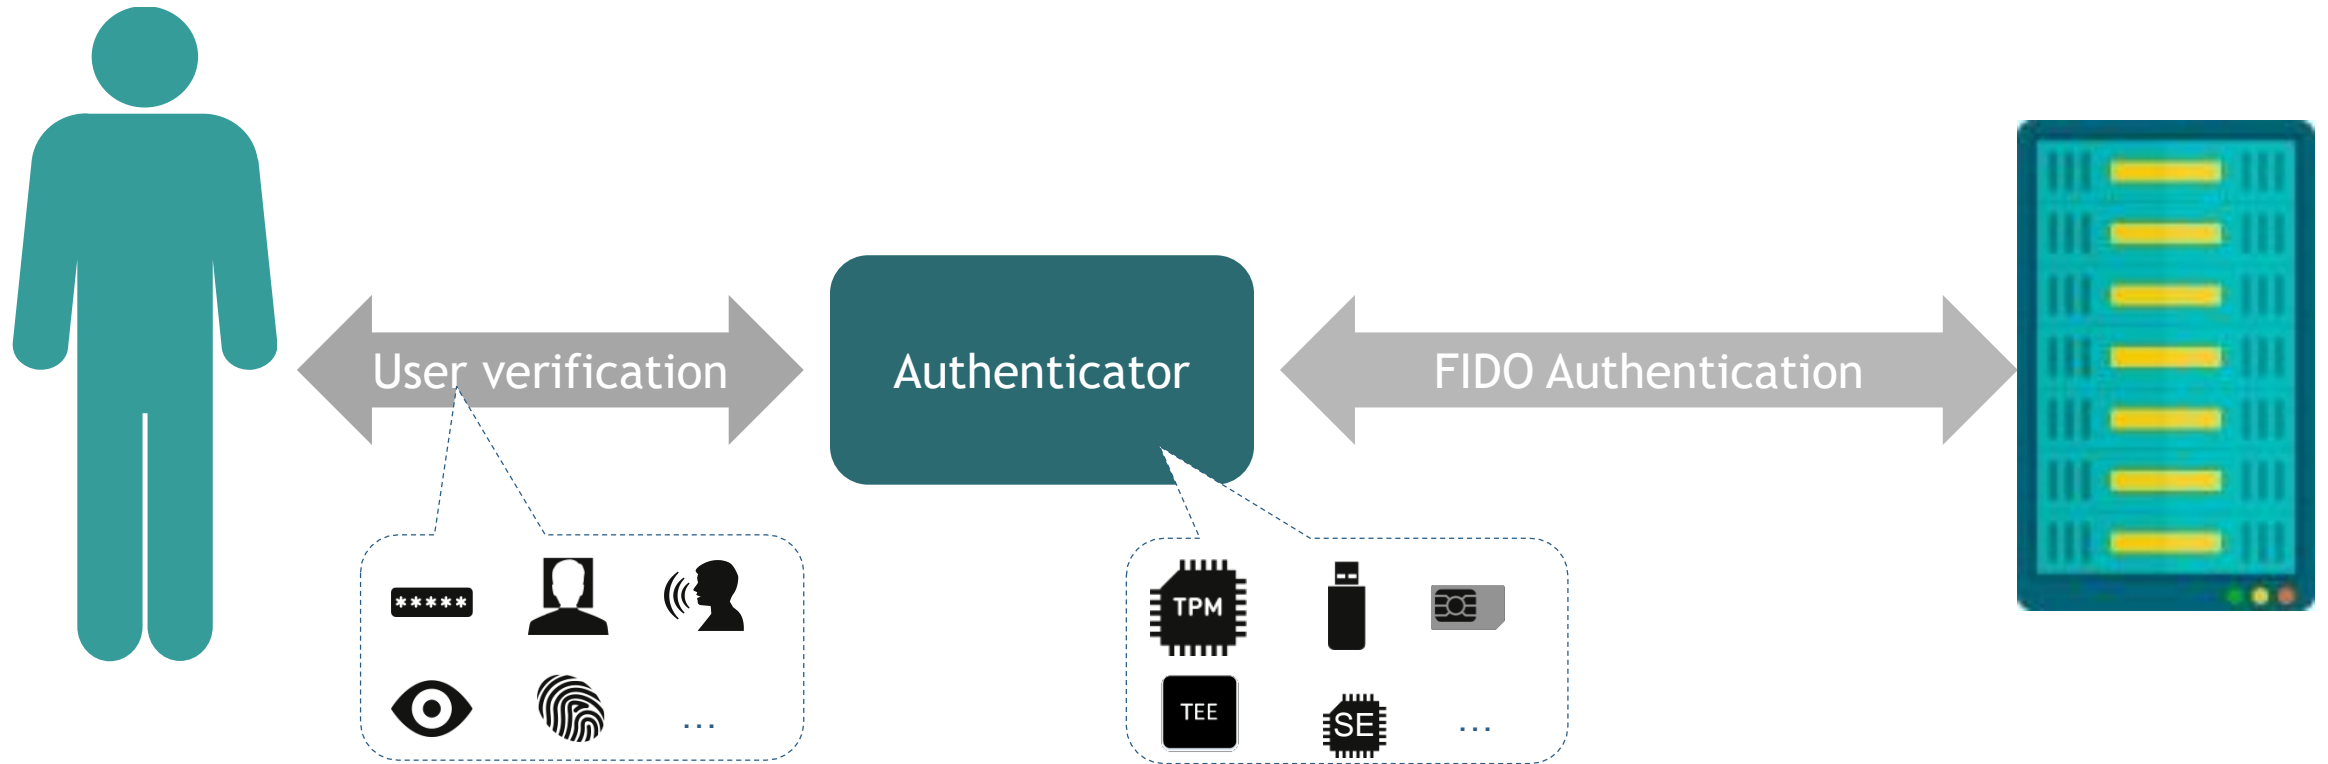 User verification
Authenticator
FIDO Authentication
*****
TPM
...
TEE
SE
...